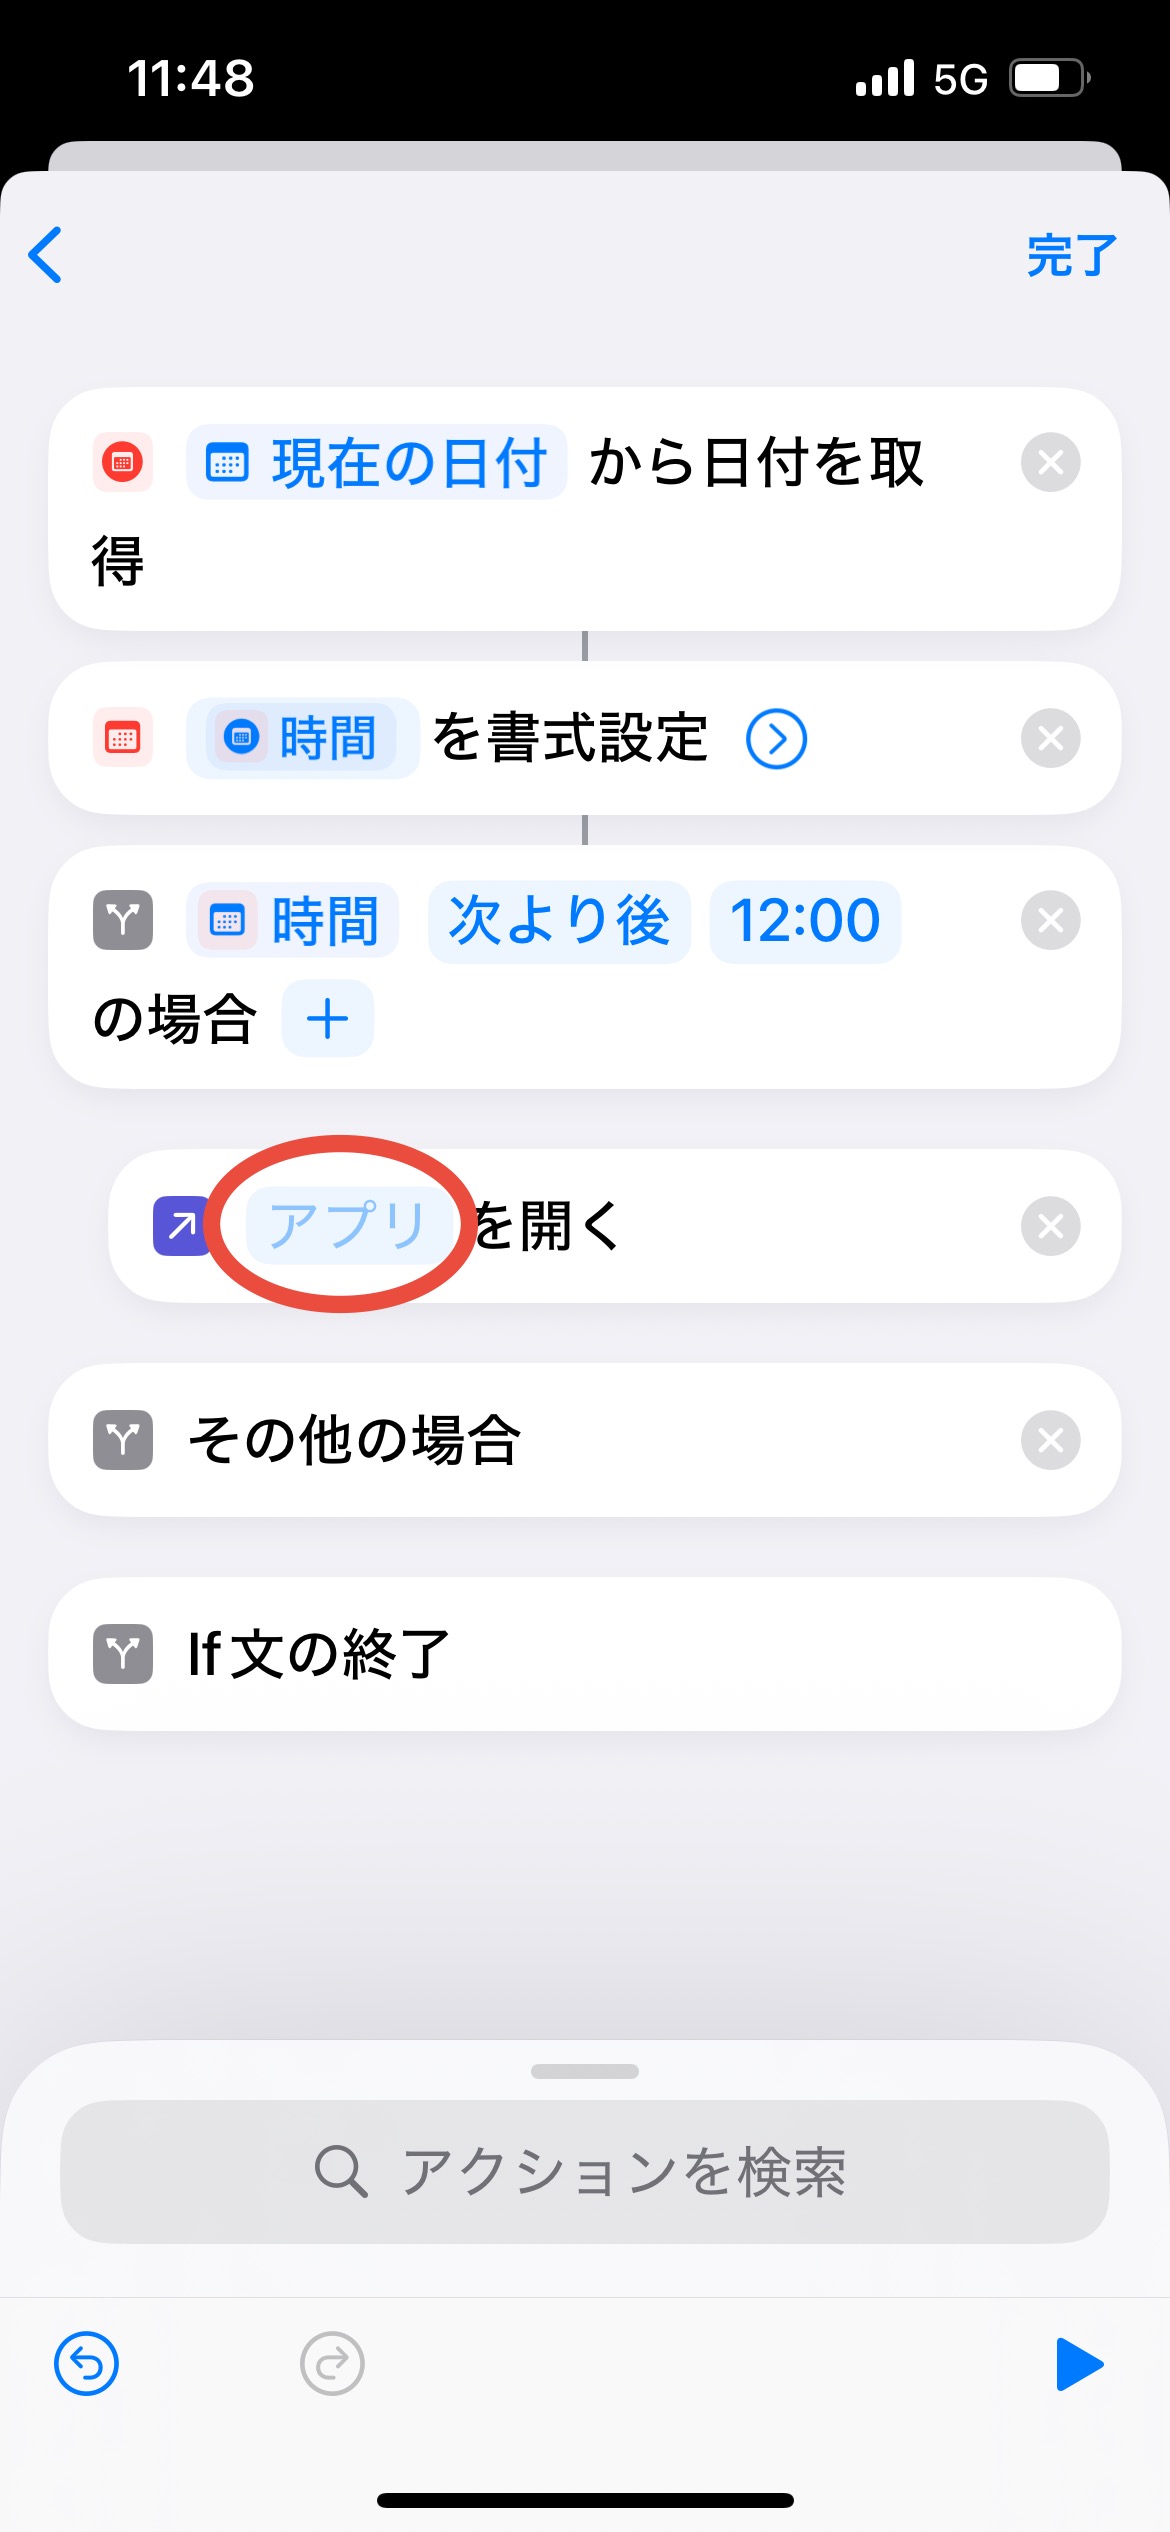 11:48 5G
完了
現在の日付 から日付を取
得
時間 を書式設定
時間 次より後 12:00
の場合
アプリ を開く
その他の場合
If文の終了
アクションを検索